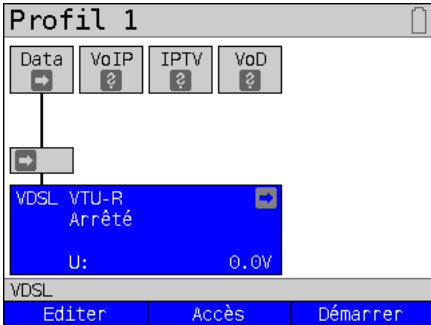 Profil 1
Data VoIP IPTV VoD
? ? ?
VDSL VTU-R
Arrêté
U: 0.0V
VDSL
Editer Accès Démarrer